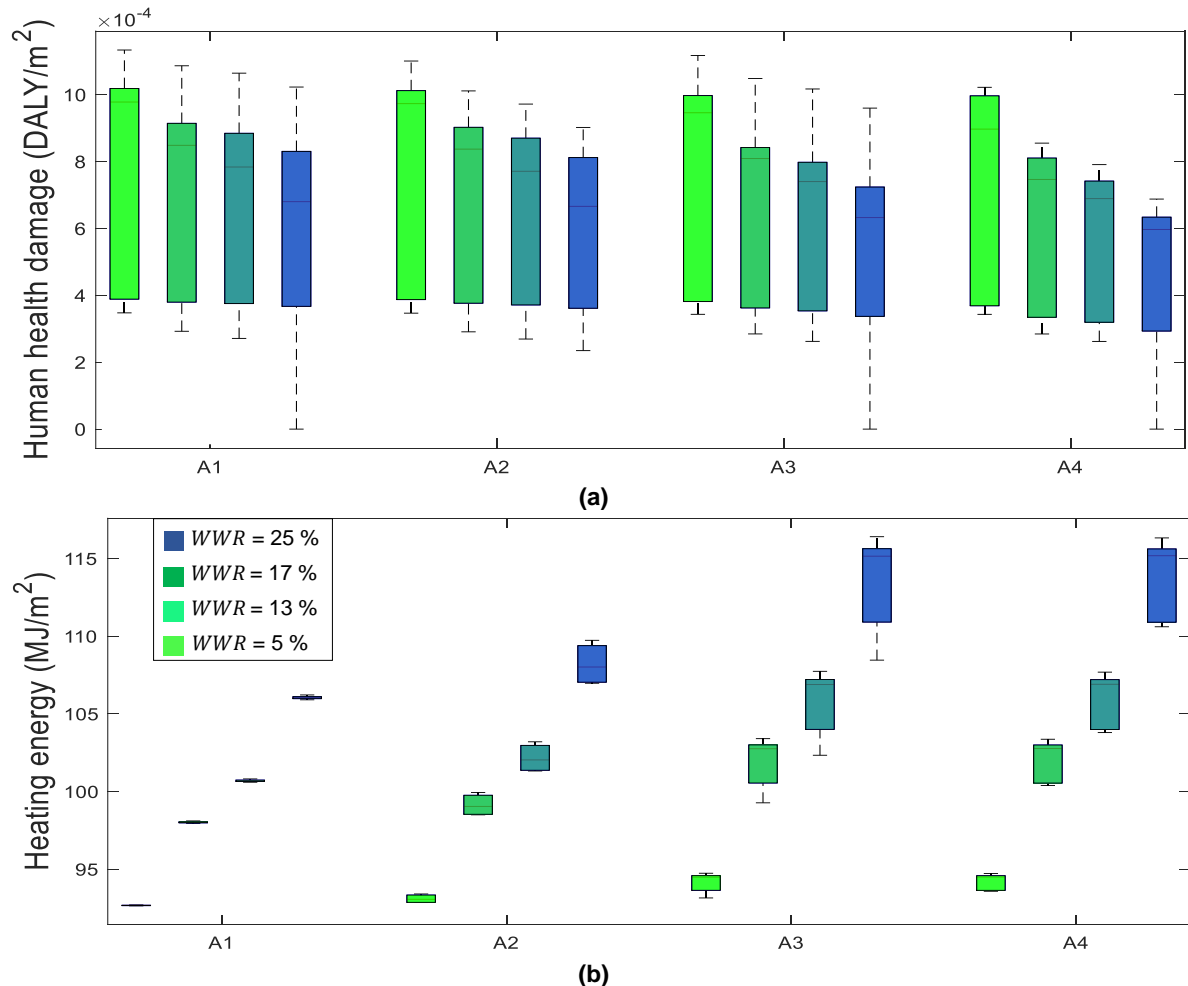 ×10⁻⁴
Human health damage (DALY/m²)
10
8
6
4
2
0
A1 A2 A3 A4
(a)
Heating energy (MJ/m²)
115
110
105
100
95
WWR = 25 %
WWR = 17 %
WWR = 13 %
WWR = 5 %
A1 A2 A3 A4
(b)